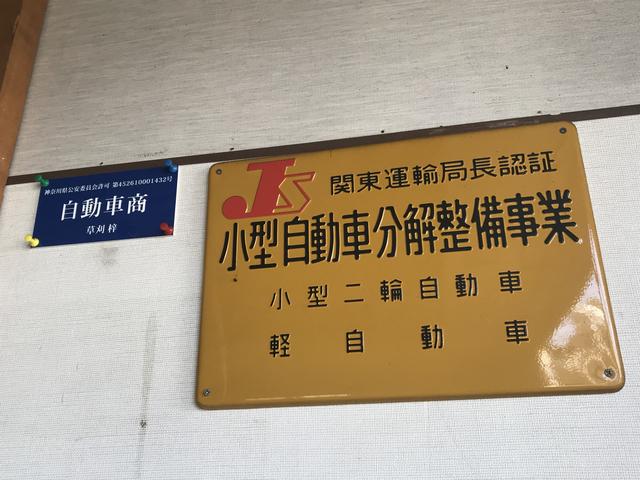 神奈川県公安委員会許可 第452610001432号
自動車商
草刈 梓
JS
関東運輸局長認証
小型自動車分解整備事業
小型二輪自動車
軽自動車